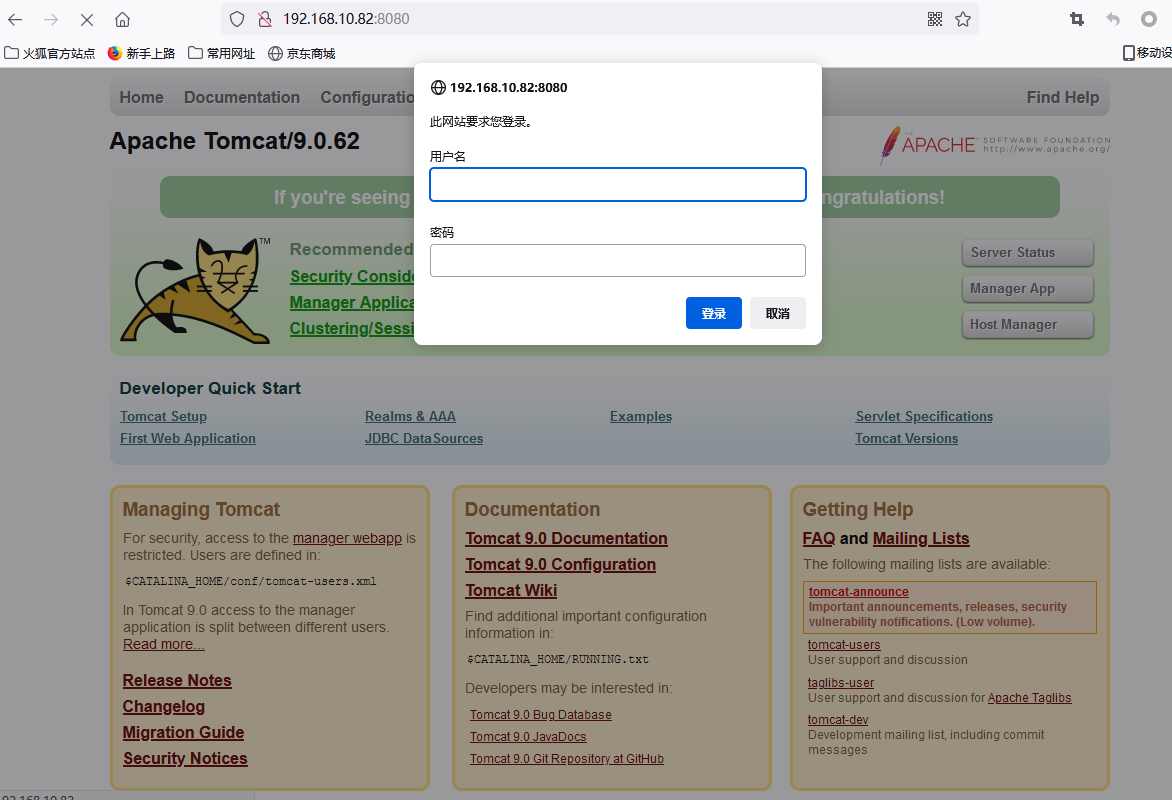 192.168.10.82:8080
火狐官方站点 新手上路 常用网址 京东商城 移动设
192.168.10.82:8080
此网站要求您登录。
用户名
密码
登录 取消
Home Documentation Configuratio Find Help
Apache Tomcat/9.0.62
THE APACHE SOFTWARE FOUNDATION
http://www.apache.org/
If you're seeing ngratulations!
TM
Recommended
Security Conside
Manager Applica
Clustering/Sessi
Server Status
Manager App
Host Manager
Developer Quick Start
Tomcat Setup Realms & AAA Examples Servlet Specifications
First Web Application JDBC DataSources Tomcat Versions
Managing Tomcat
For security, access to the manager webapp is
restricted. Users are defined in:
$CATALINA_HOME/conf/tomcat-users.xml
In Tomcat 9.0 access to the manager
application is split between different users.
Read more...
Release Notes
Changelog
Migration Guide
Security Notices
Documentation
Tomcat 9.0 Documentation
Tomcat 9.0 Configuration
Tomcat Wiki
Find additional important configuration
information in:
$CATALINA_HOME/RUNNING.txt
Developers may be interested in:
Tomcat 9.0 Bug Database
Tomcat 9.0 JavaDocs
Tomcat 9.0 Git Repository at GitHub
Getting Help
FAQ and Mailing Lists
The following mailing lists are available:
tomcat-announce
Important announcements, releases, security
vulnerability notifications. (Low volume).
tomcat-users
User support and discussion
taglibs-user
User support and discussion for Apache Taglibs
tomcat-dev
Development mailing list, including commit
messages